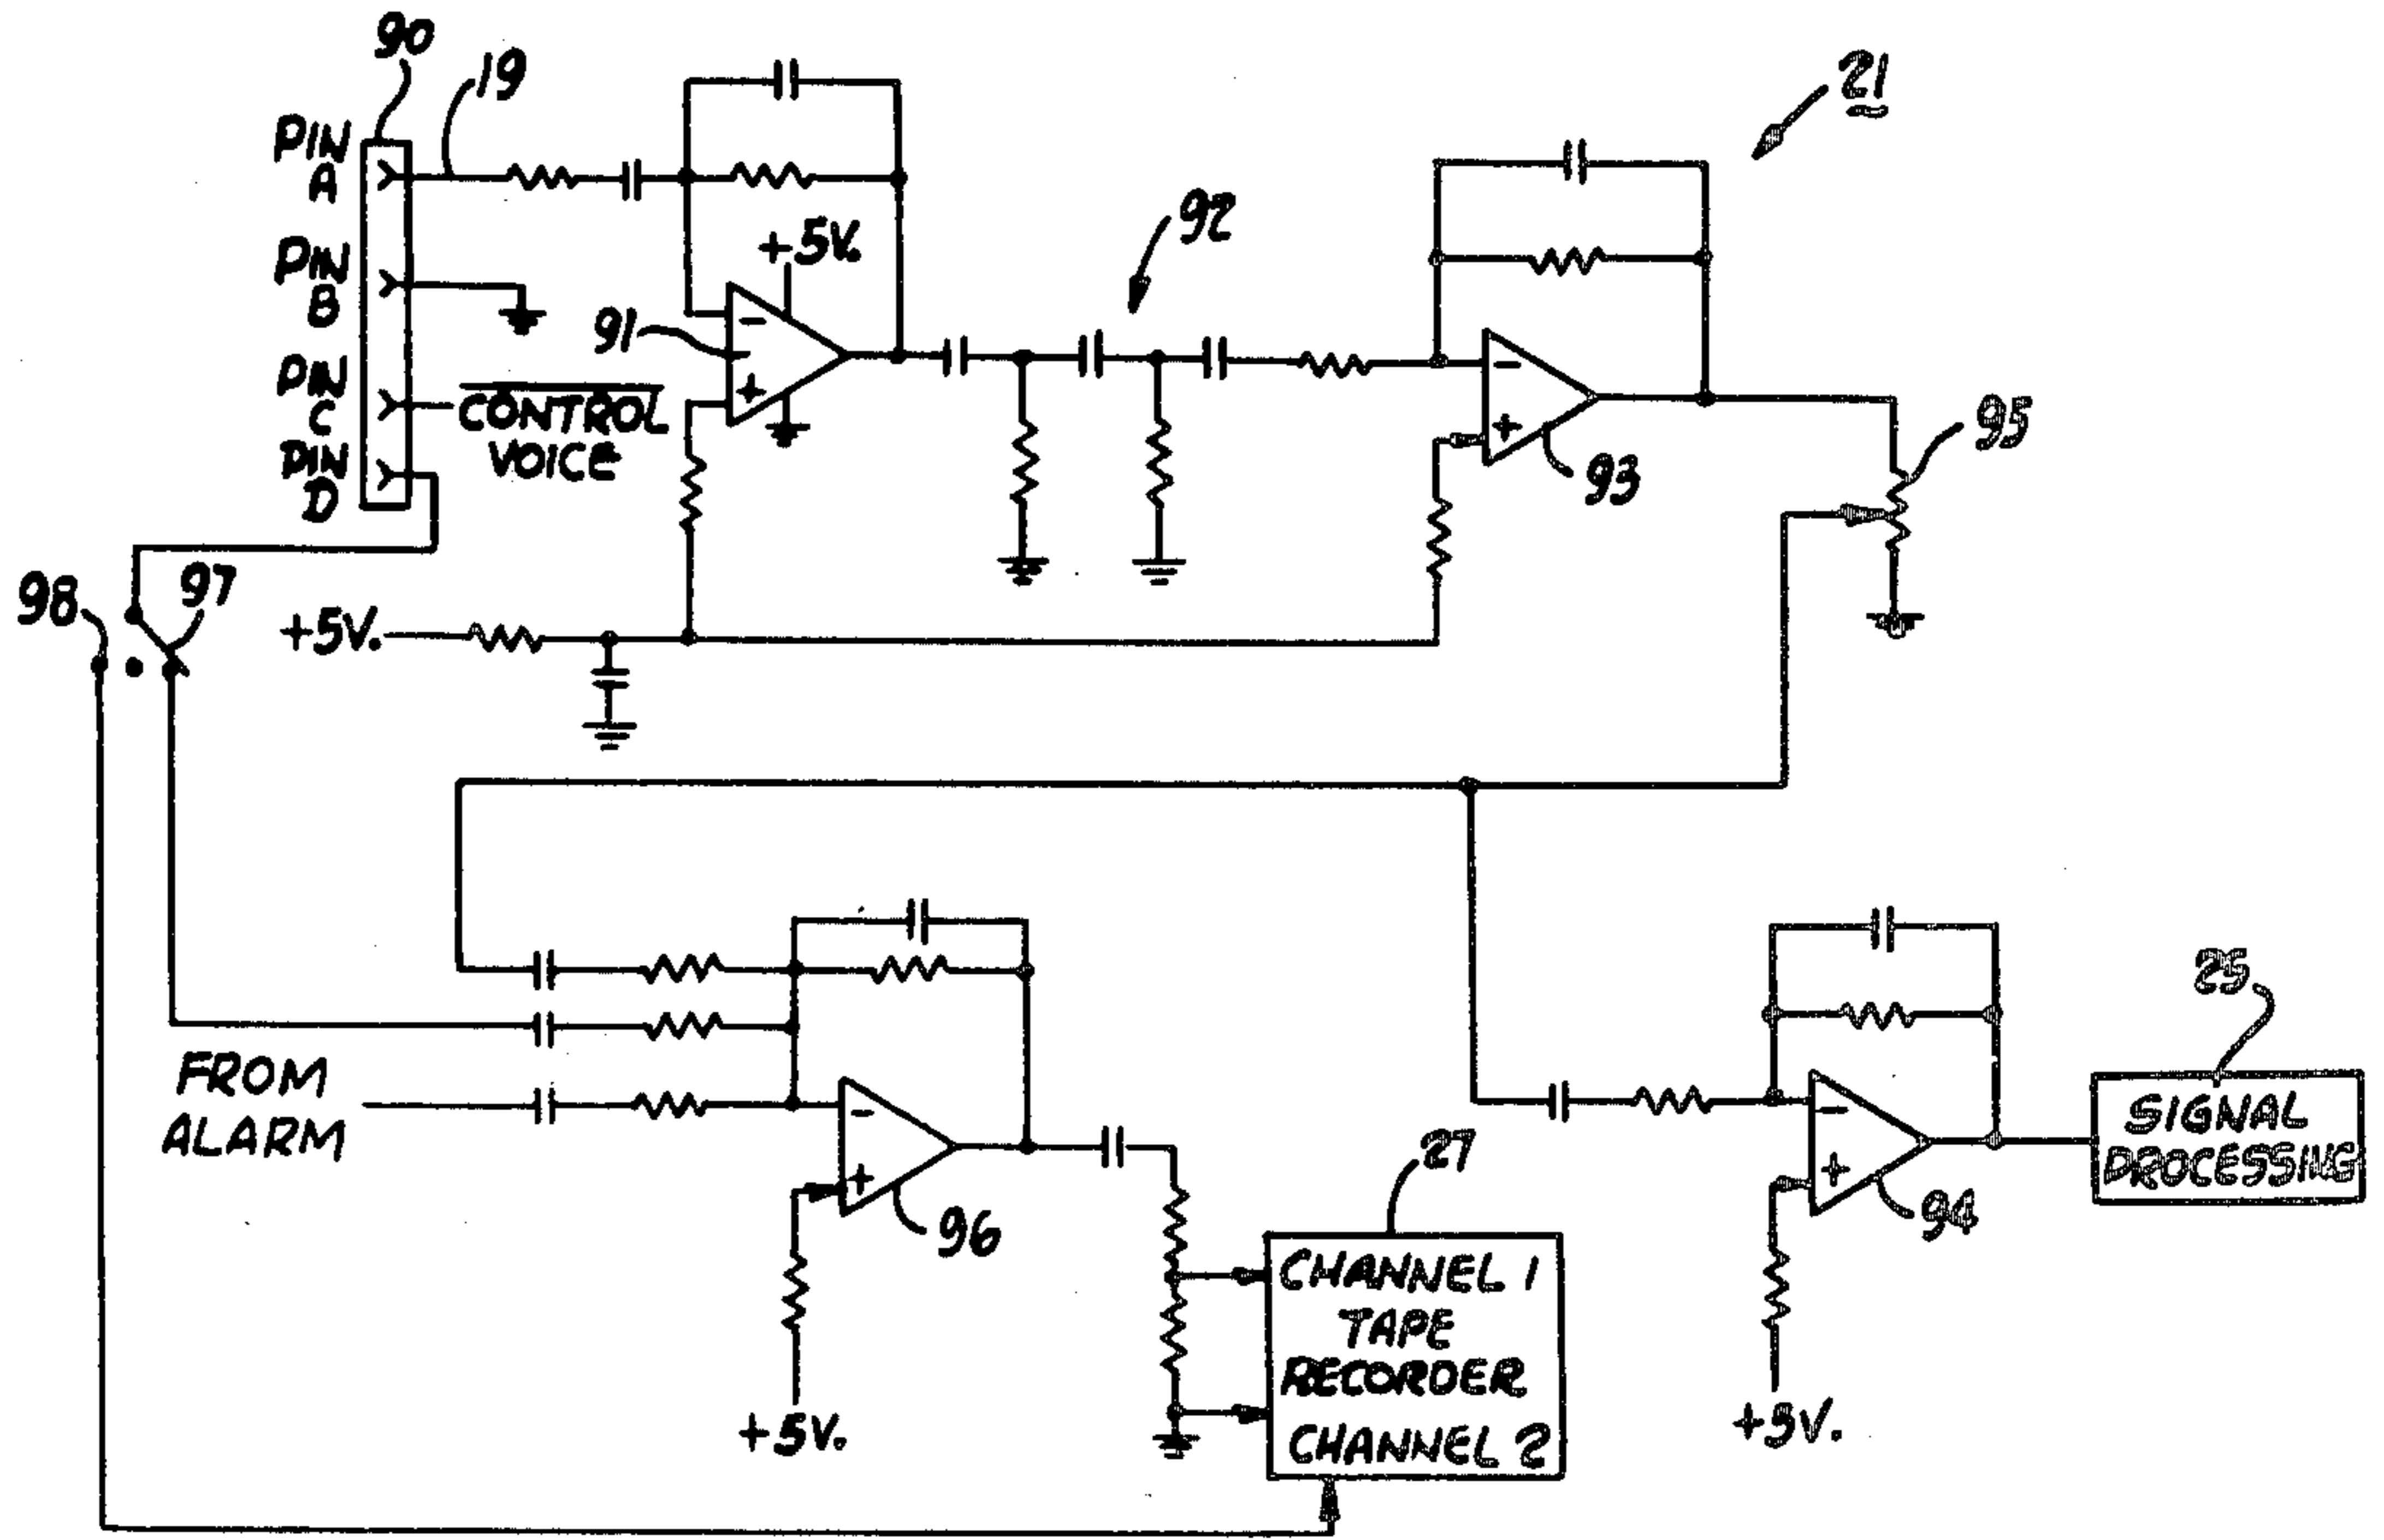 90
19
21
PIN
A
92
PIN
B
+5V.
91
PIN
C
CONTROL
VOICE
PIN
D
93
95
98
97
+5V.
25
FROM
ALARM
SIGNAL
PROCESSING
27
96
94
CHANNEL 1
TAPE
RECORDER
CHANNEL 2
+5V.
+5V.
-
+
-
+
-
+
-
+